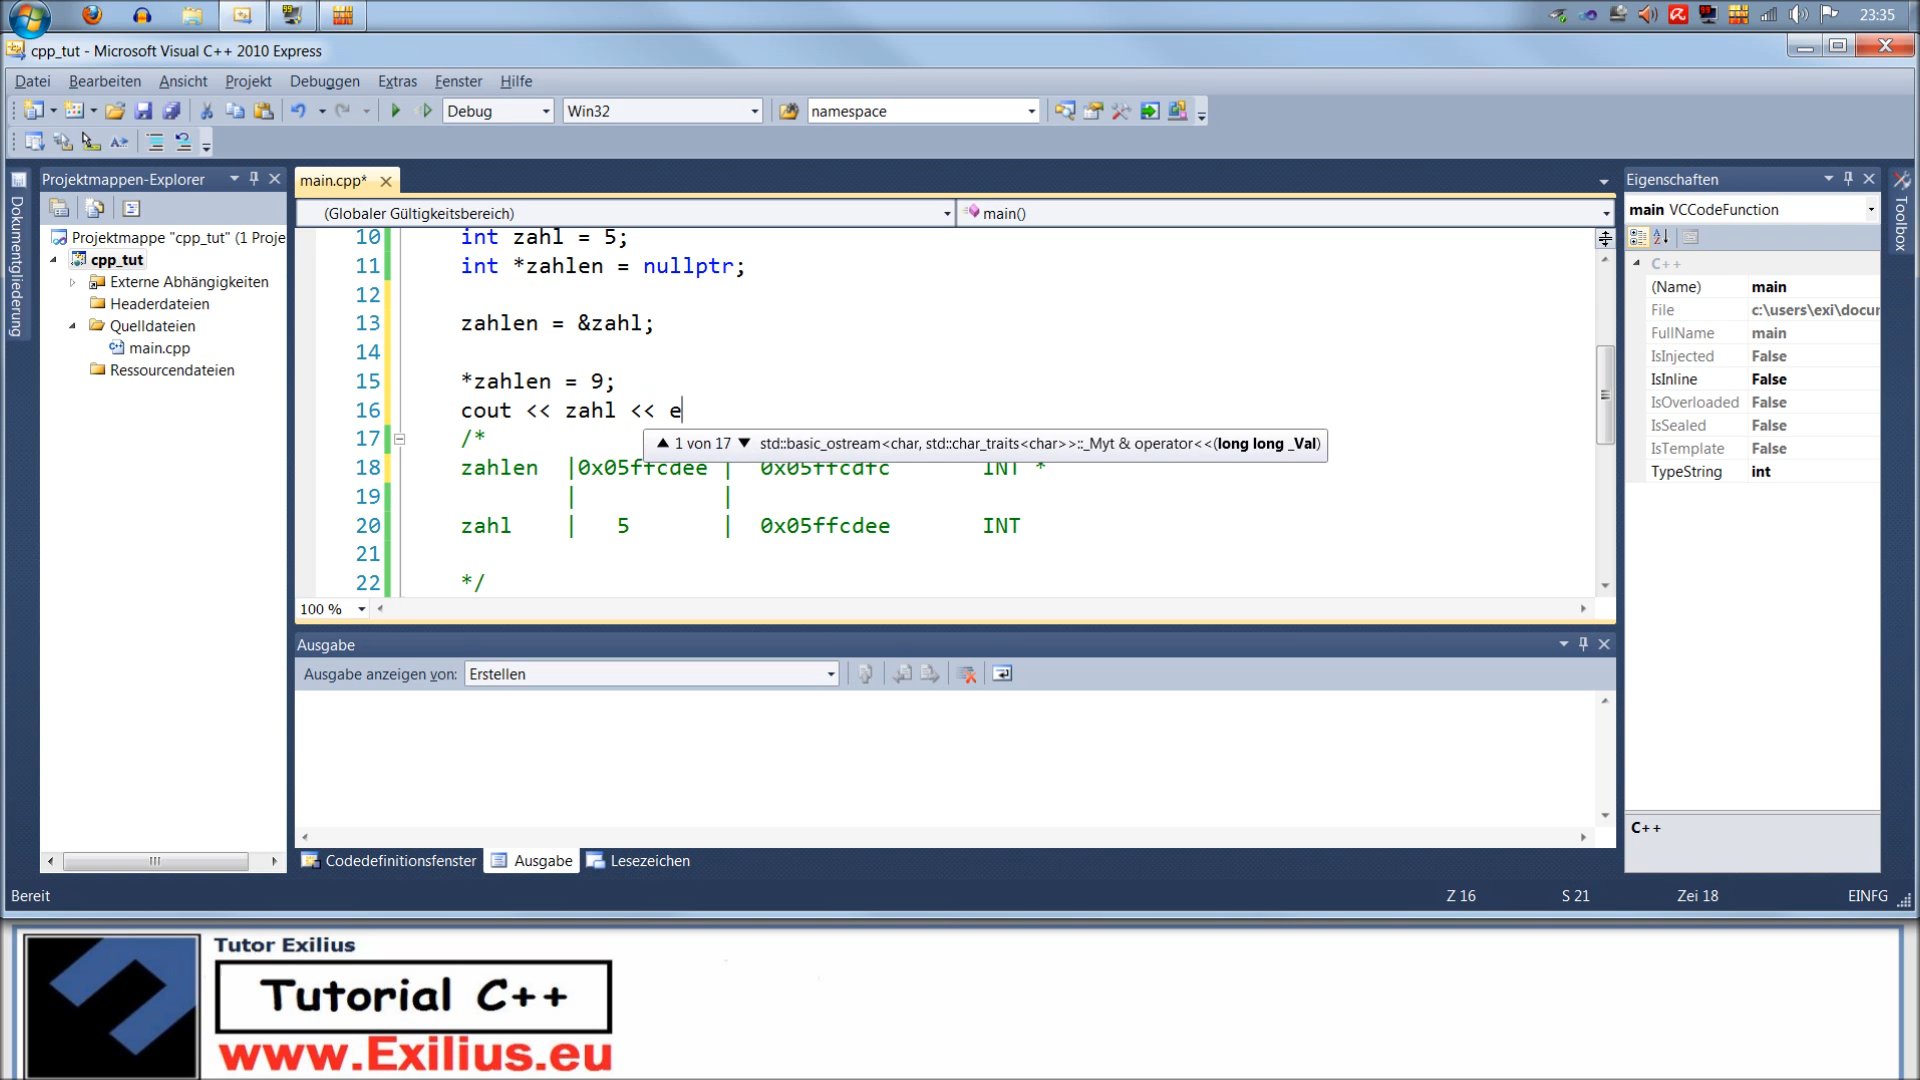 23:35
cpp_tut - Microsoft Visual C++ 2010 Express
Datei Bearbeiten Ansicht Projekt Debuggen Extras Fenster Hilfe
Debug Win32 namespace
Dokumentgliederung
Projektmappen-Explorer
Projektmappe "cpp_tut" (1 Proje
cpp_tut
Externe Abhängigkeiten
Headerdateien
Quelldateien
main.cpp
Ressourcendateien
main.cpp*
(Globaler Gültigkeitsbereich) main()
10 int zahl = 5;
11 int *zahlen = nullptr;
12
13 zahlen = &zahl;
14
15 *zahlen = 9;
16 cout << zahl << e
1 von 17 std::basic_ostream<char, std::char_traits<char>>::_Myt & operator<<(long long _Val)
17 /*
18 zahlen |0x05ffcdee | 0x05ffcdfc INT *
19 | |
20 zahl | 5 | 0x05ffcdee INT
21
22 */
100 %
Ausgabe
Ausgabe anzeigen von: Erstellen
Codedefinitionsfenster Ausgabe Lesezeichen
Eigenschaften
main VCCodeFunction
C++
(Name) main
File c:\users\exi\docur
FullName main
IsInjected False
IsInline False
IsOverloaded False
IsSealed False
IsTemplate False
TypeString int
C++
Toolbox
Bereit Z 16 S 21 Zei 18 EINFG
Tutor Exilius
Tutorial C++
www.Exilius.eu